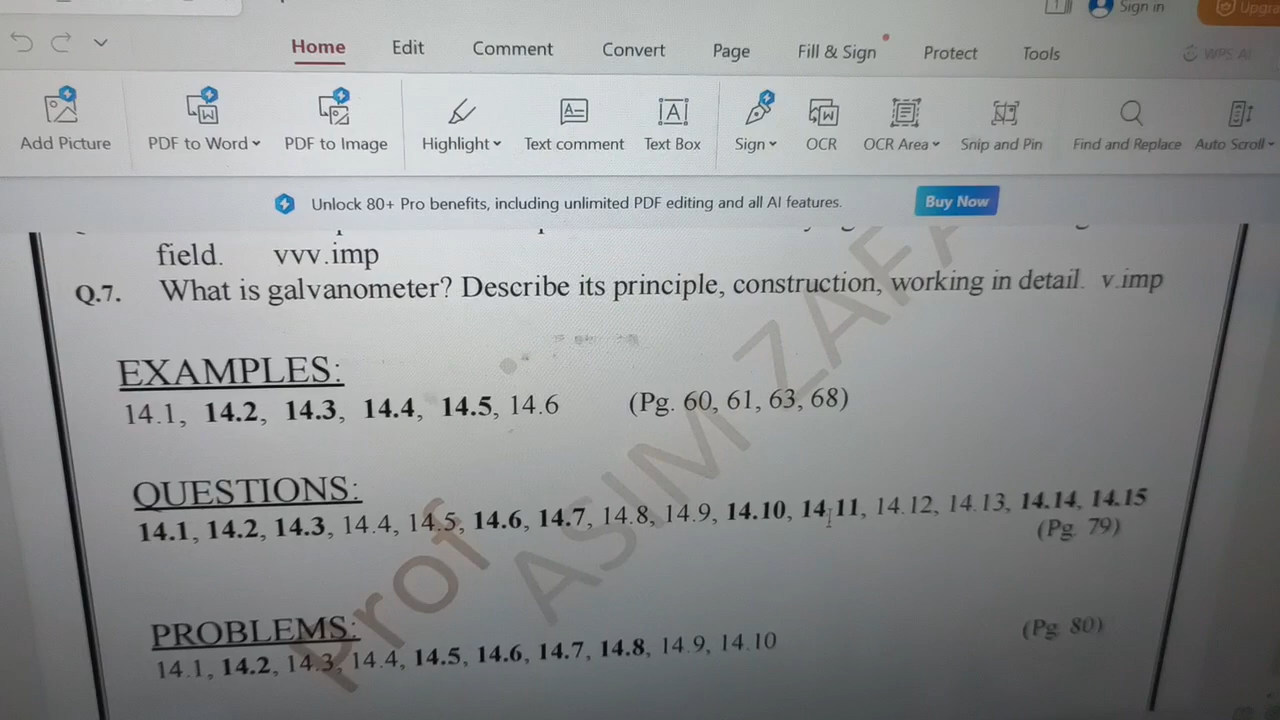 Sign in
Upgra
Home Edit Comment Convert Page Fill & Sign Protect Tools WPS AI
Add Picture PDF to Word PDF to Image Highlight Text comment Text Box Sign OCR OCR Area Snip and Pin Find and Replace Auto Scroll
Unlock 80+ Pro benefits, including unlimited PDF editing and all AI features. Buy Now
field. vvv.imp
Q.7. What is galvanometer? Describe its principle, construction, working in detail. v.imp
EXAMPLES:
14.1, 14.2, 14.3, 14.4, 14.5, 14.6 (Pg. 60, 61, 63, 68)
QUESTIONS:
14.1, 14.2, 14.3, 14.4, 14.5, 14.6, 14.7, 14.8, 14.9, 14.10, 14.11, 14.12, 14.13, 14.14, 14.15
(Pg. 79)
PROBLEMS: (Pg. 80)
14.1, 14.2, 14.3, 14.4, 14.5, 14.6, 14.7, 14.8, 14.9, 14.10
Prof
ASIM ZAFA